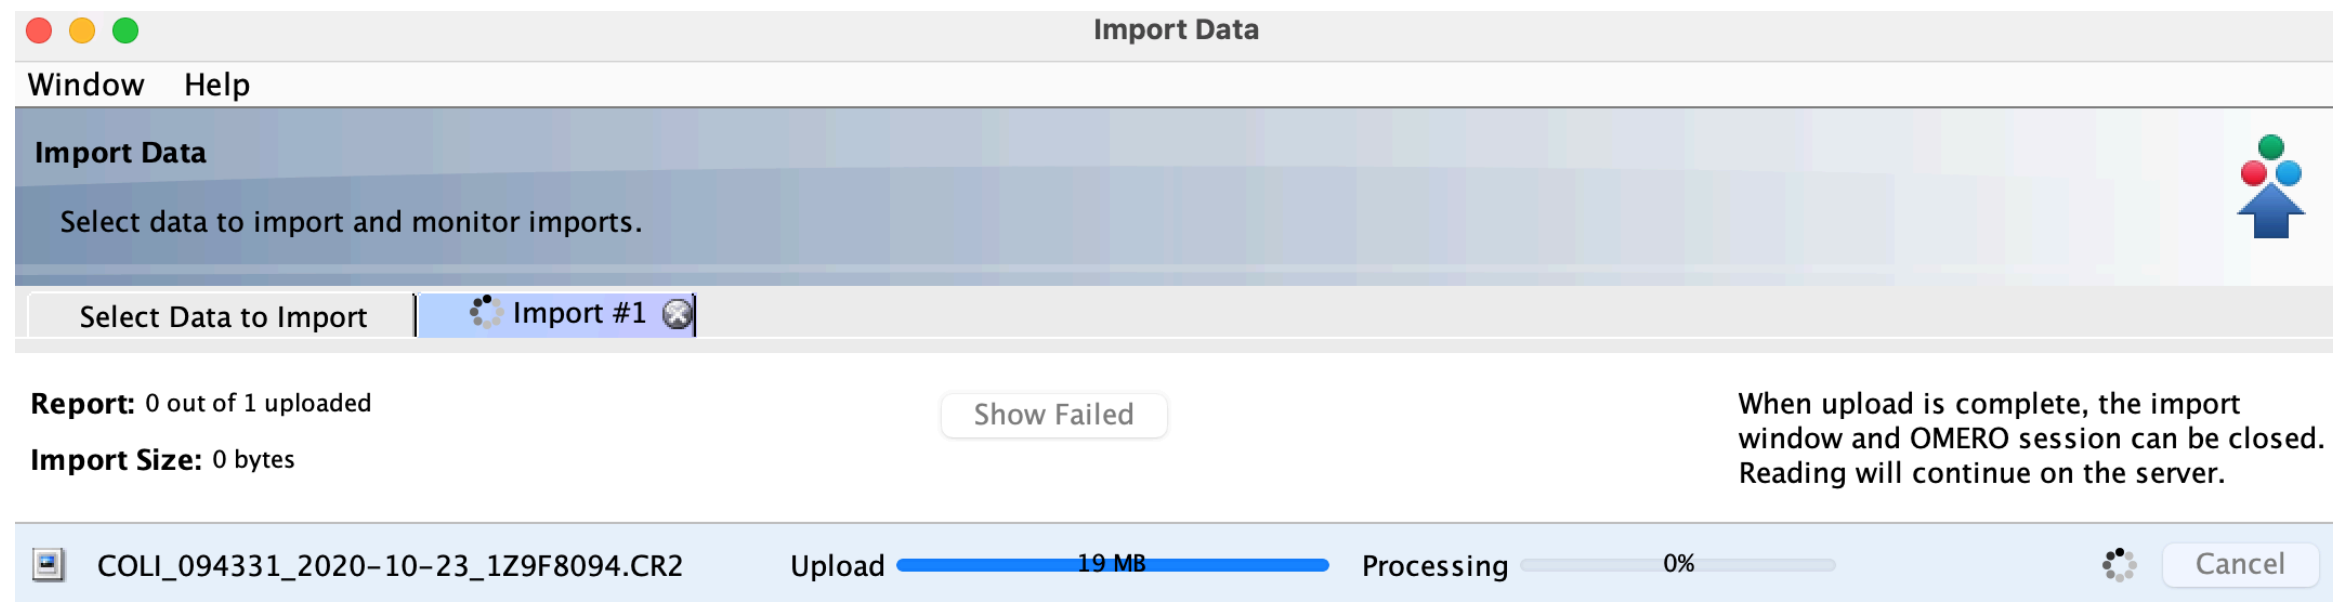 Import Data
Window Help
Import Data
Select data to import and monitor imports.
Select Data to Import Import #1
Report: 0 out of 1 uploaded
Import Size: 0 bytes
Show Failed
When upload is complete, the import
window and OMERO session can be closed.
Reading will continue on the server.
COLI_094331_2020-10-23_1Z9F8094.CR2 Upload 19 MB Processing 0% Cancel